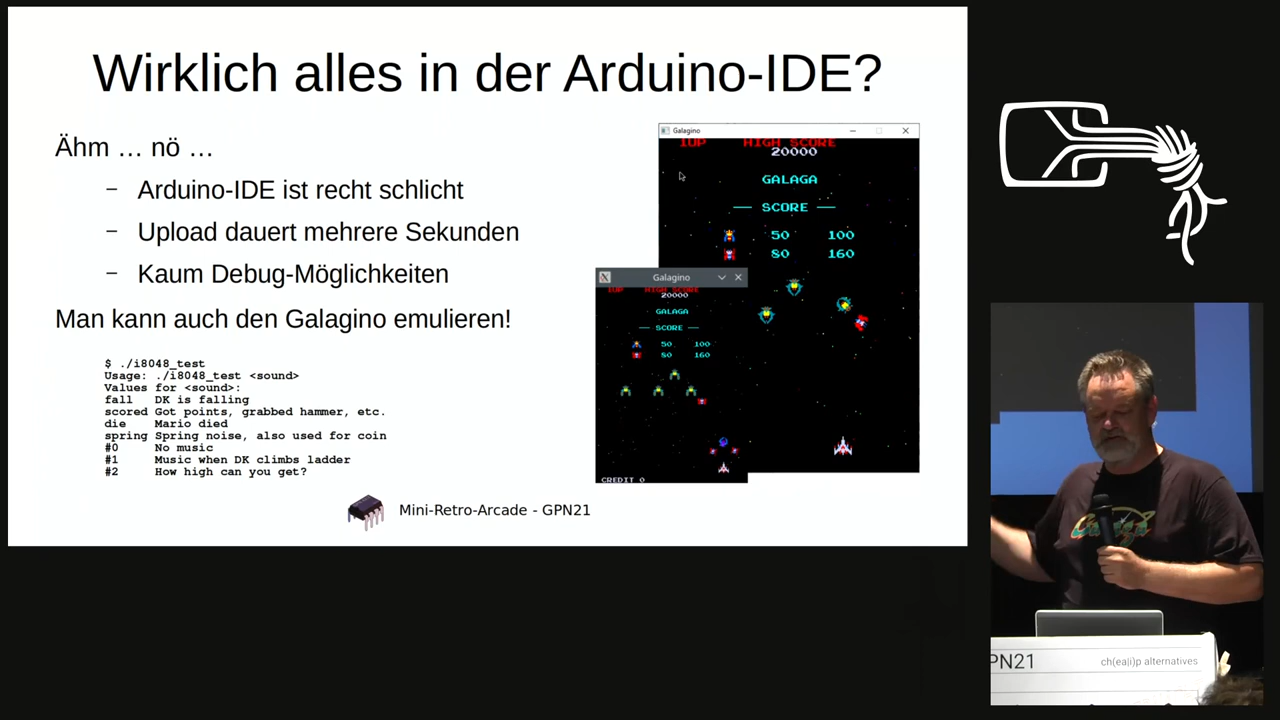 Wirklich alles in der Arduino-IDE?
Ähm … nö …
– Arduino-IDE ist recht schlicht
– Upload dauert mehrere Sekunden
– Kaum Debug-Möglichkeiten
Man kann auch den Galagino emulieren!
$ ./i8048_test
Usage: ./i8048_test <sound>
Values for <sound>:
fall DK is falling
scored Got points, grabbed hammer, etc.
die Mario died
spring Spring noise, also used for coin
#0 No music
#1 Music when DK climbs ladder
#2 How high can you get?
Galagino
1UP HIGH SCORE
20000
GALAGA
— SCORE —
50 100
80 160
Galagino
1UP HIGH SCORE
20000
GALAGA
— SCORE —
50 100
80 160
CREDIT 0
Mini-Retro-Arcade - GPN21
PN21
ch(ea|i)p alternatives